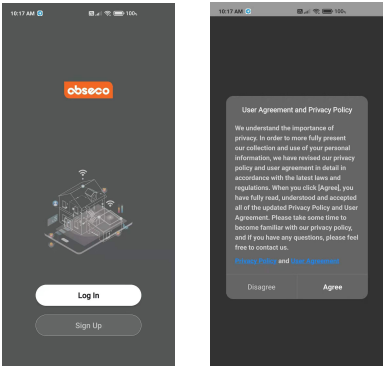 10:17 AM
100%
obseco
Log In
Sign Up
10:17 AM
100%
User Agreement and Privacy Policy
We understand the importance of
privacy. In order to more fully present
our collection and use of your personal
information, we have revised our privacy
policy and user agreement in detail in
accordance with the latest laws and
regulations. When you click [Agree], you
have fully read, understood and accepted
all of the updated Privacy Policy and User
Agreement. Please take some time to
become familiar with our privacy policy,
and if you have any questions, please feel
free to contact us.
Privacy Policy and User Agreement
Disagree Agree